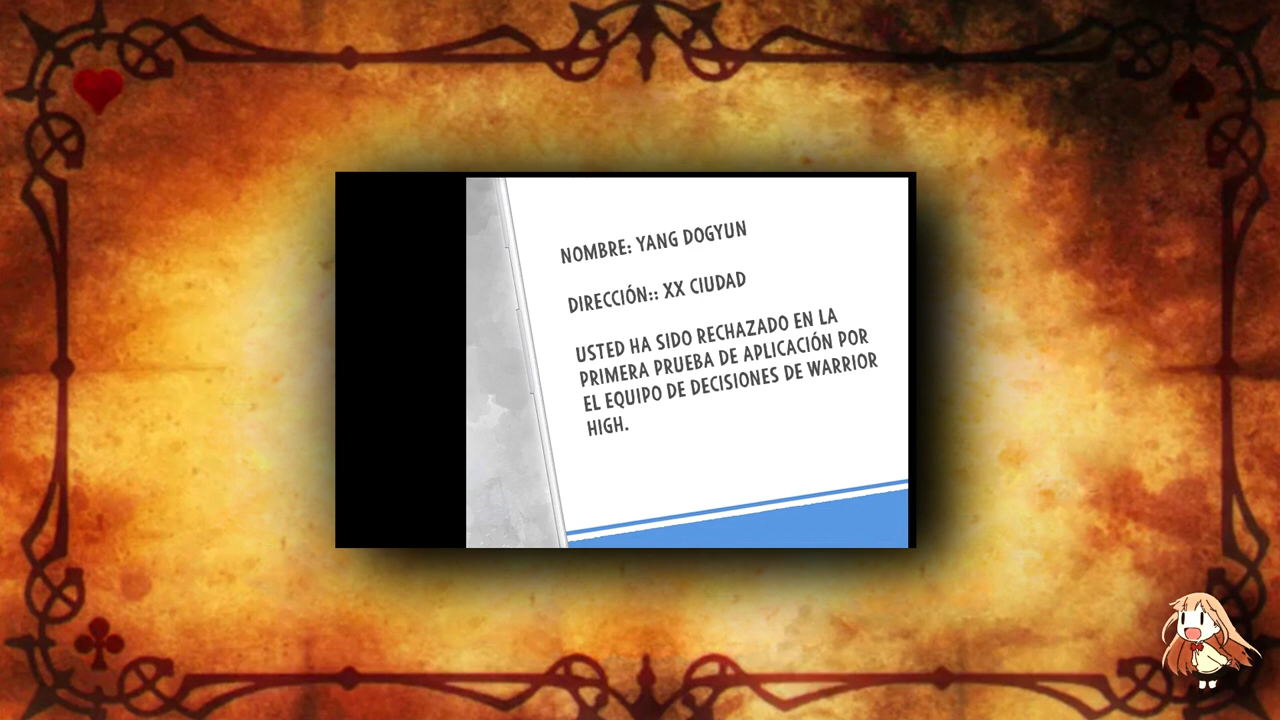 NOMBRE: YANG DOGYUN
DIRECCIÓN:: XX CIUDAD
USTED HA SIDO RECHAZADO EN LA
PRIMERA PRUEBA DE APLICACIÓN POR
EL EQUIPO DE DECISIONES DE WARRIOR
HIGH.